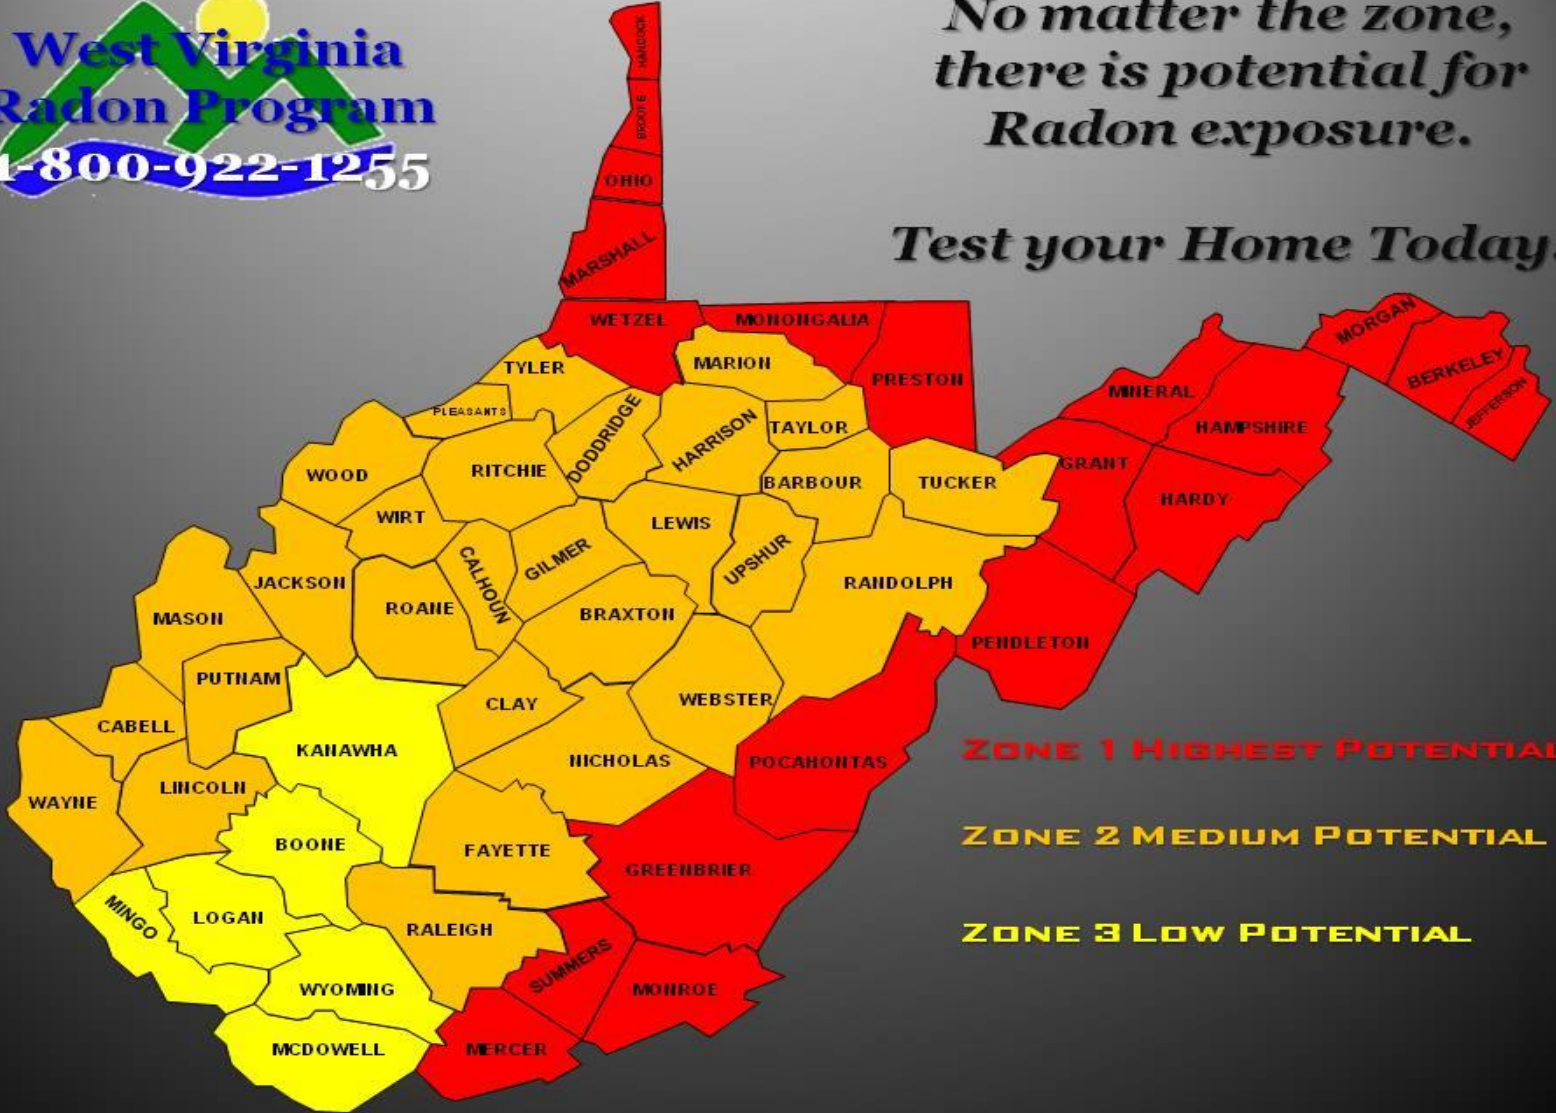 West Virginia
Radon Program
1-800-922-1255
No matter the zone,
there is potential for
Radon exposure.
Test your Home Today.
HANCOCK
BROOKE
OHIO
MARSHALL
WETZEL
MONONGALIA
MORGAN
BERKELEY
JEFFERSON
TYLER
MARION
PRESTON
MINERAL
HAMPSHIRE
PLEASANTS
DODDRIDGE
HARRISON
TAYLOR
WOOD
RITCHIE
BARBOUR
TUCKER
GRANT
HARDY
WIRT
LEWIS
CALHOUN
GILMER
UPSHUR
JACKSON
ROANE
RANDOLPH
MASON
BRAXTON
PENDLETON
PUTNAM
CLAY
WEBSTER
CABELL
KANAWHA
NICHOLAS
POCAHONTAS
WAYNE
LINCOLN
BOONE
FAYETTE
GREENBRIER
MINGO
LOGAN
RALEIGH
SUMMERS
WYOMING
MONROE
MCDOWELL
MERCER
ZONE 1 HIGHEST POTENTIAL
ZONE 2 MEDIUM POTENTIAL
ZONE 3 LOW POTENTIAL